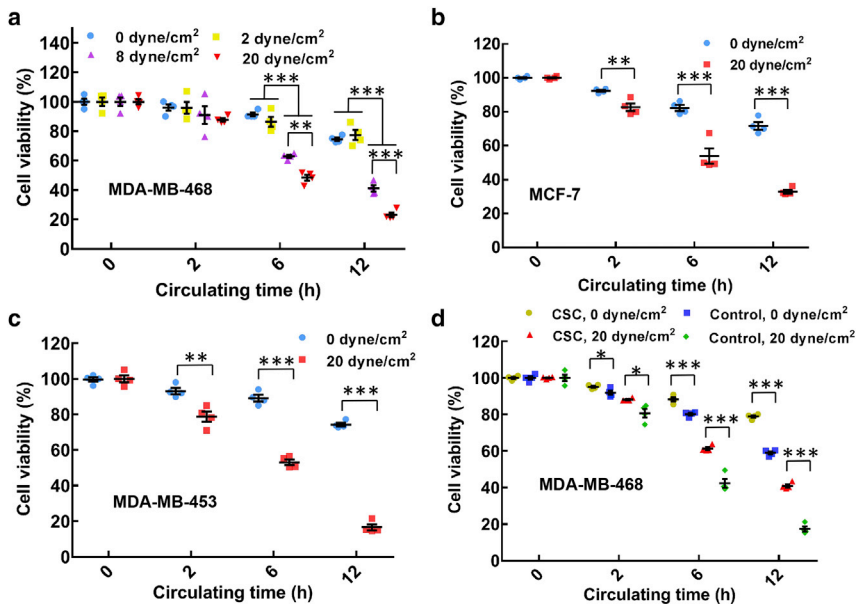 a
0 dyne/cm² 2 dyne/cm²
8 dyne/cm² 20 dyne/cm²
Cell viability (%)
140
120
100
80
60
40
20
0
***
**
***
***
MDA-MB-468
0 2 6 12
Circulating time (h)
b
0 dyne/cm²
20 dyne/cm²
Cell viability (%)
120
100
80
60
40
20
0
**
***
***
MCF-7
0 2 6 12
Circulating time (h)
c
0 dyne/cm²
20 dyne/cm²
Cell viability (%)
120
100
80
60
40
20
0
**
***
***
MDA-MB-453
0 2 6 12
Circulating time (h)
d
CSC, 0 dyne/cm² Control, 0 dyne/cm²
CSC, 20 dyne/cm² Control, 20 dyne/cm²
Cell viability (%)
120
100
80
60
40
20
0
*
*
***
***
***
***
MDA-MB-468
0 2 6 12
Circulating time (h)